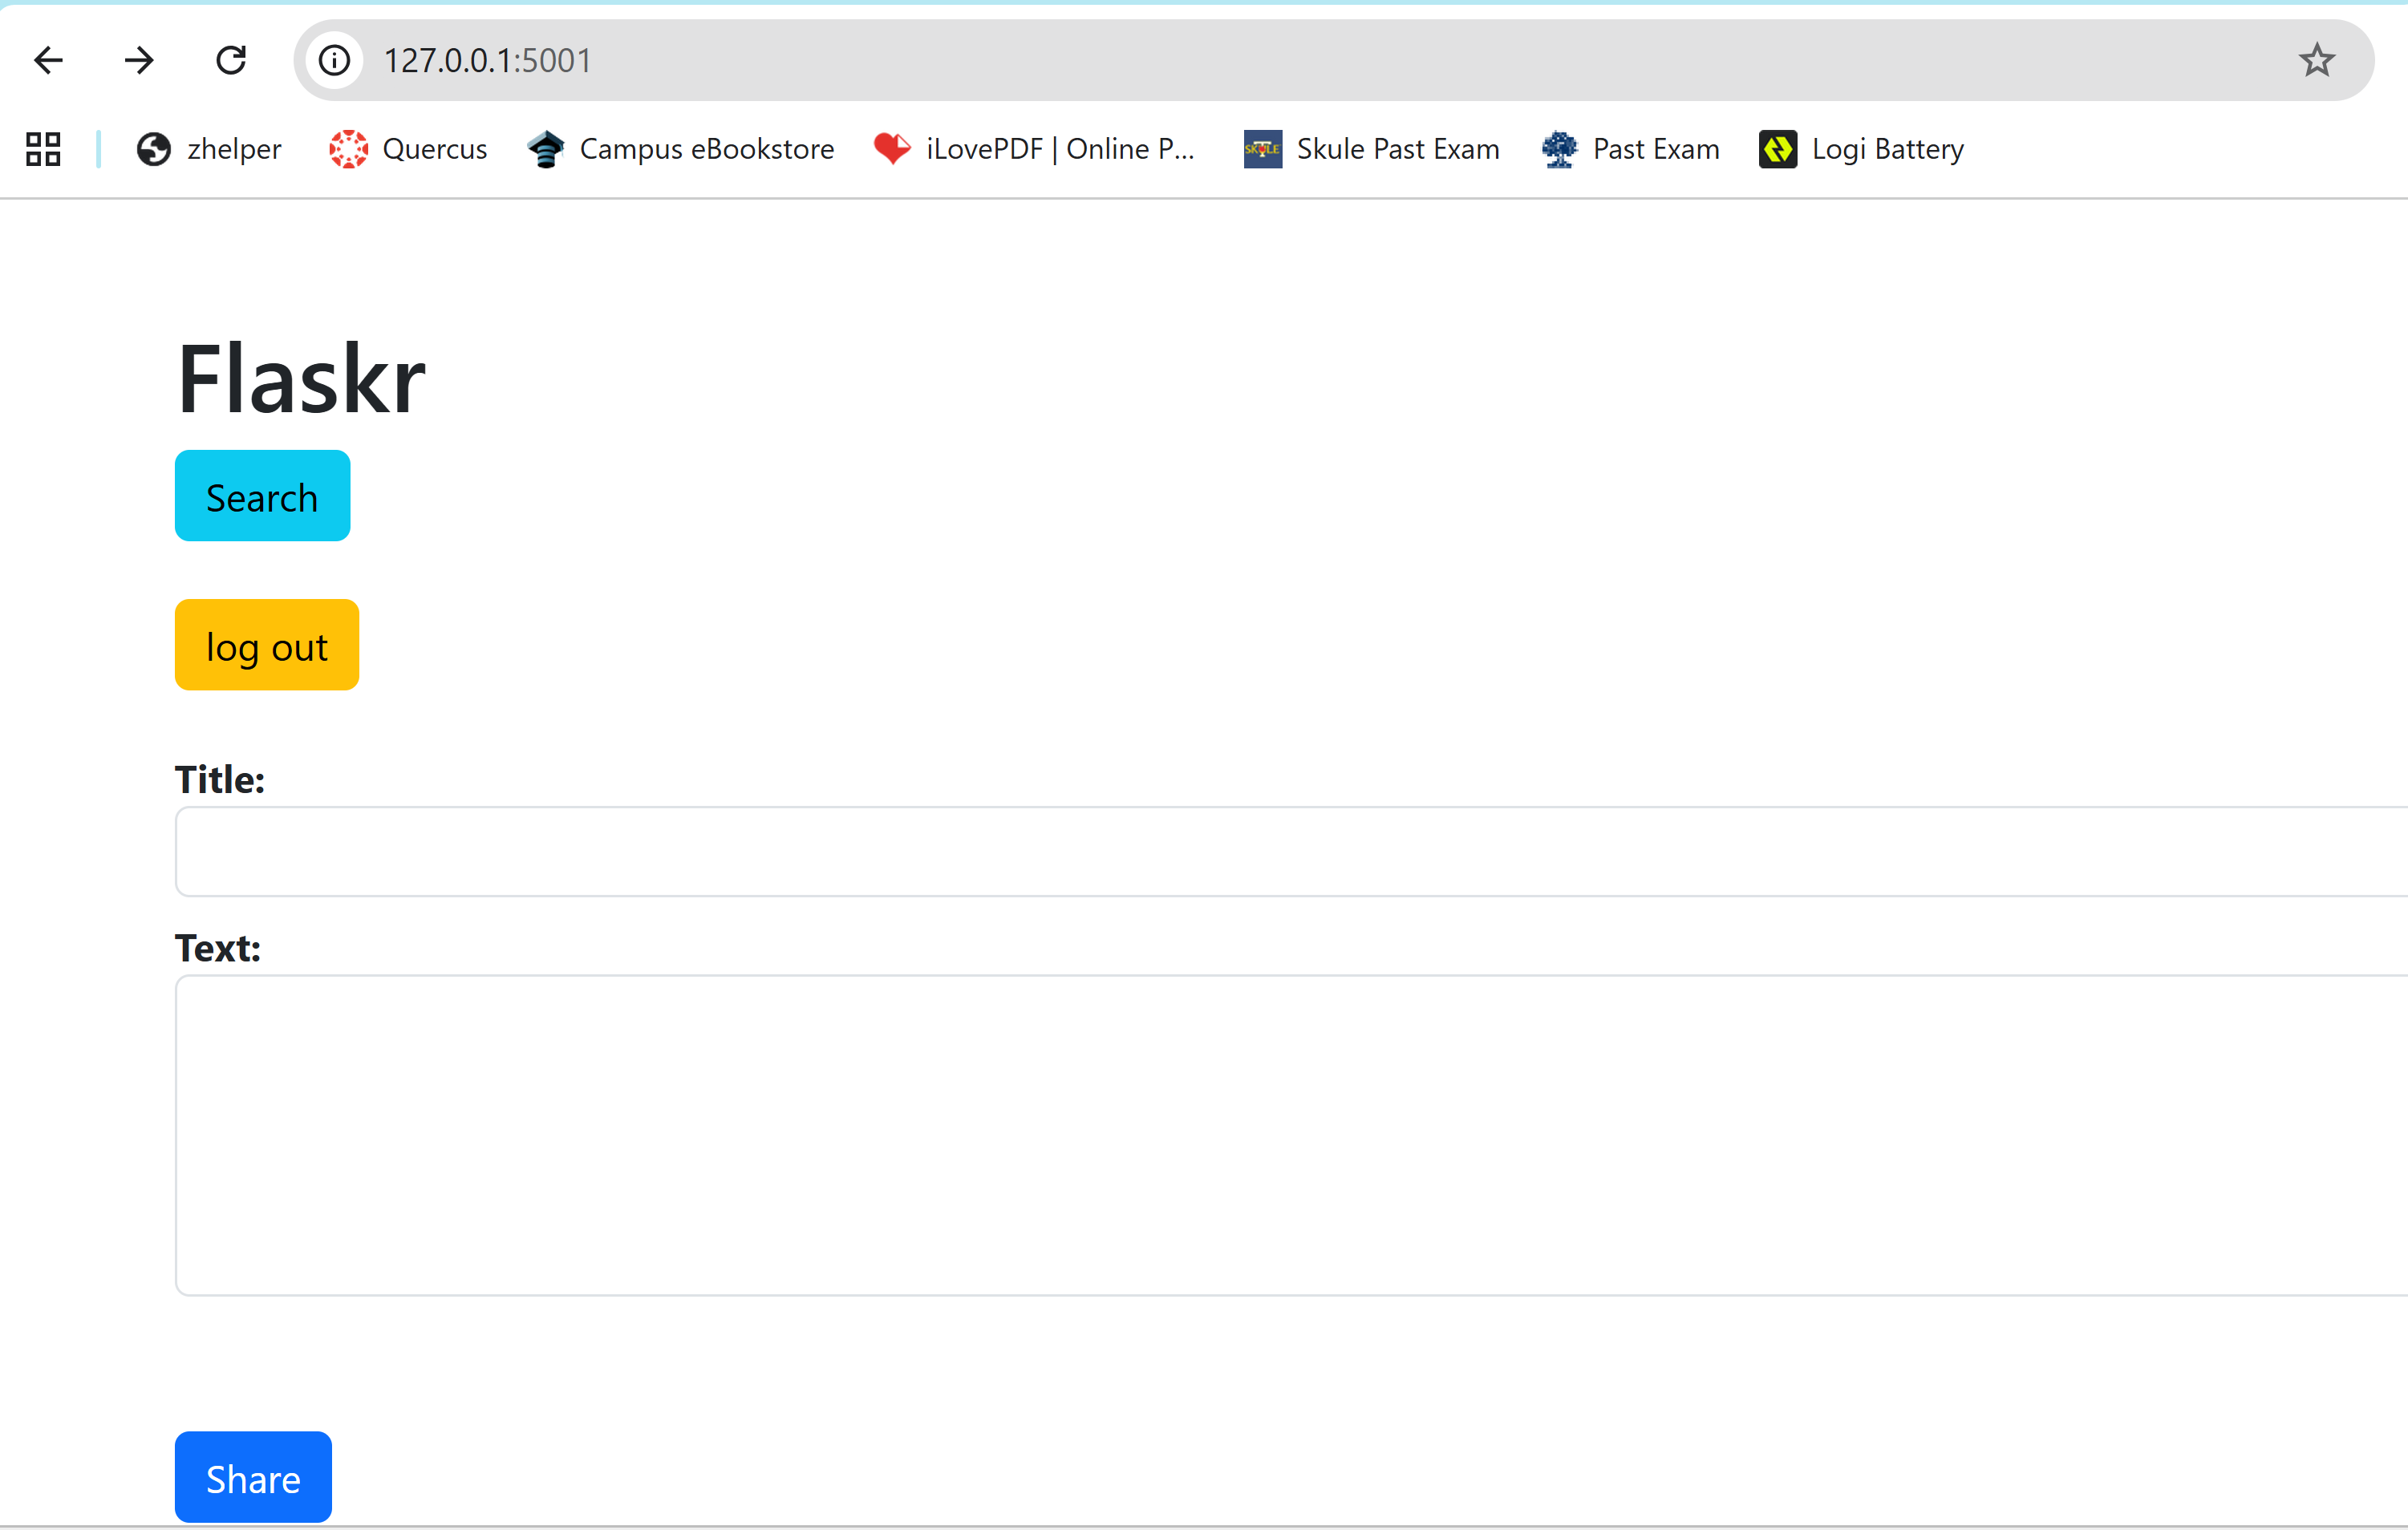 127.0.0.1:5001
zhelper Quercus Campus eBookstore iLovePDF | Online P... SKULE Skule Past Exam Past Exam Logi Battery
Flaskr
Search
log out
Title:
Text:
Share